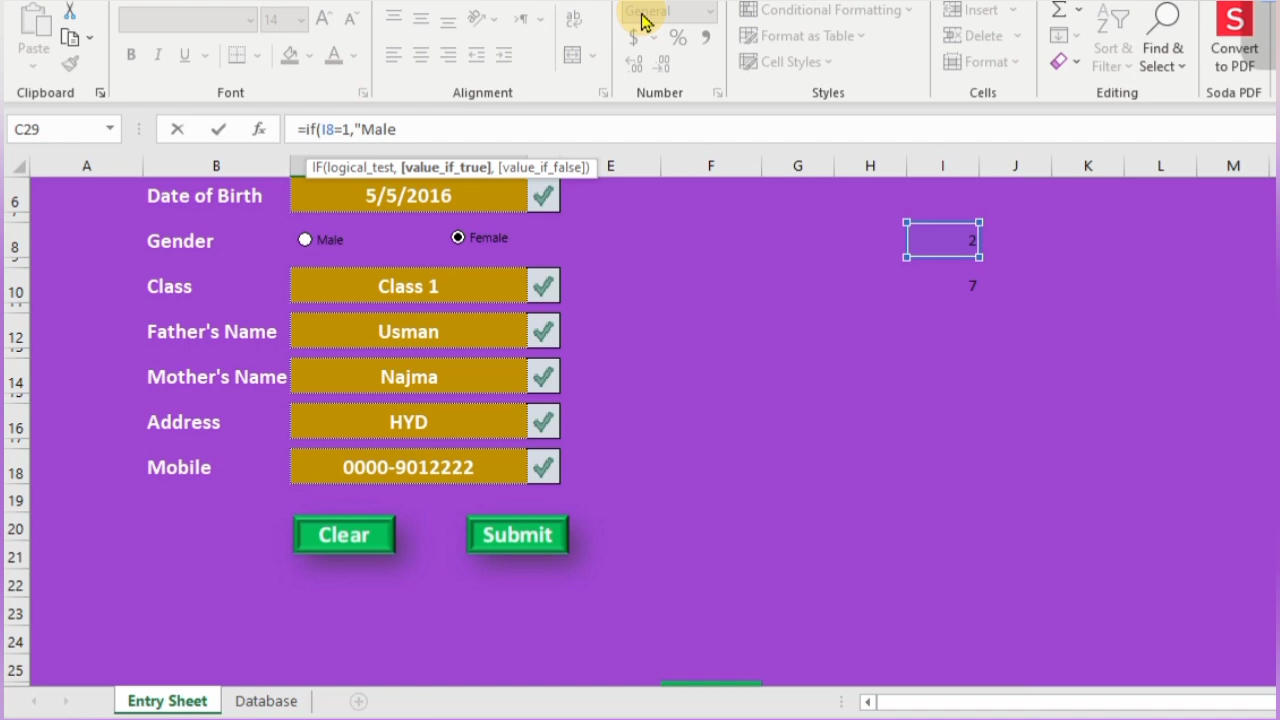 14 A A General Conditional Formatting Insert Σ S
Paste B I U A $ % Format as Table Delete Sort & Find & Convert
Cell Styles Format Filter Select to PDF
Clipboard Font Alignment Number Styles Cells Editing Soda PDF
C29 fx =if(I8=1,"Male
IF(logical_test, [value_if_true], [value_if_false])
A B E F G H I J K L M
6 Date of Birth 5/5/2016
8 Gender Male Female 2
10 Class Class 1 7
12 Father's Name Usman
14 Mother's Name Najma
16 Address HYD
18 Mobile 0000-9012222
19
20 Clear Submit
21
22
23
24
25
Entry Sheet Database